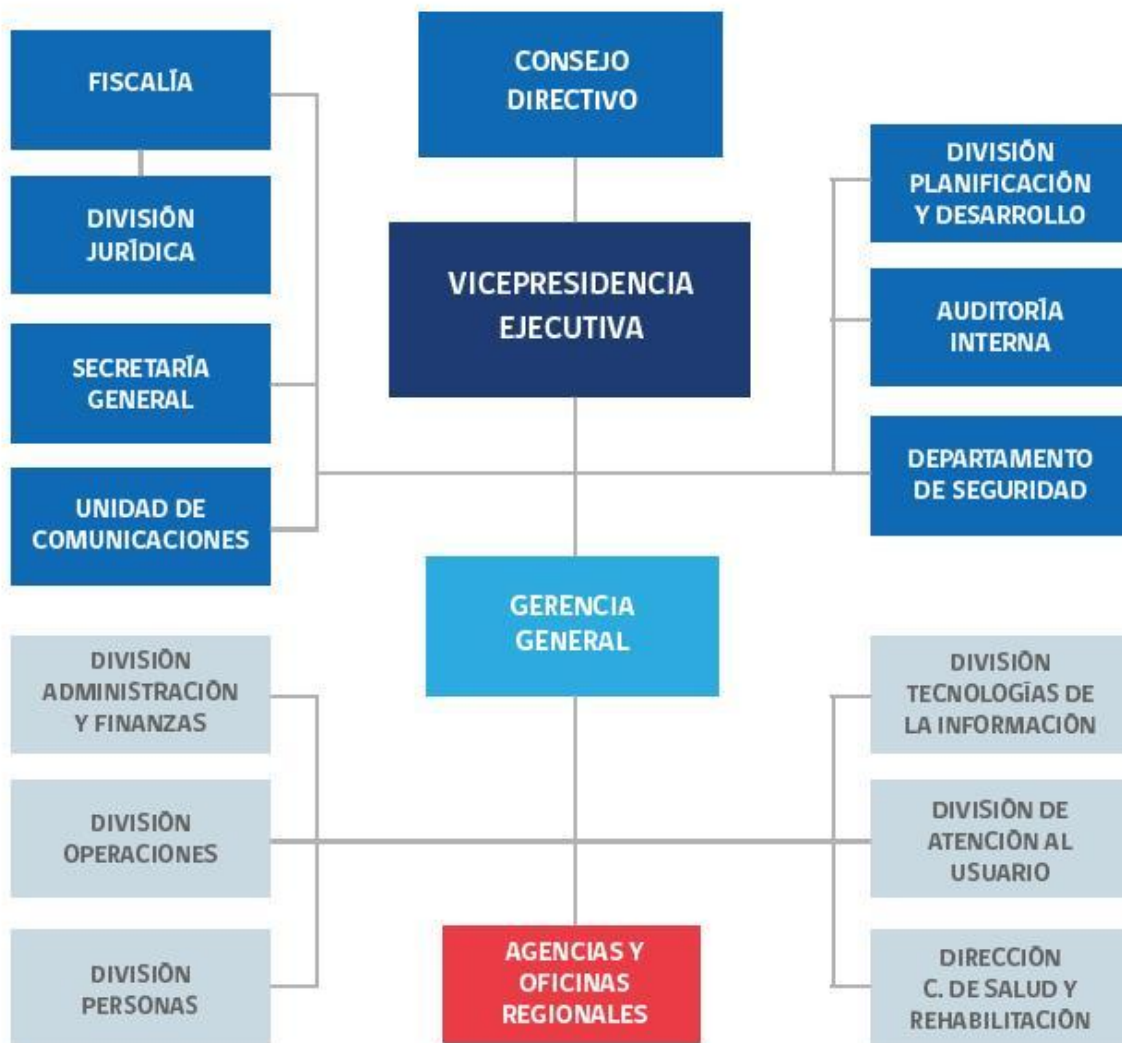 FISCALÍA
CONSEJO
DIRECTIVO
DIVISIÓN
JURÍDICA
DIVISIÓN
PLANIFICACIÓN
Y DESARROLLO
VICEPRESIDENCIA
EJECUTIVA
SECRETARÍA
GENERAL
AUDITORÍA
INTERNA
UNIDAD DE
COMUNICACIONES
DEPARTAMENTO
DE SEGURIDAD
GERENCIA
GENERAL
DIVISIÓN
ADMINISTRACIÓN
Y FINANZAS
DIVISIÓN
TECNOLOGÍAS DE
LA INFORMACIÓN
DIVISIÓN
OPERACIONES
DIVISIÓN DE
ATENCIÓN AL
USUARIO
DIVISIÓN
PERSONAS
AGENCIAS Y
OFICINAS
REGIONALES
DIRECCIÓN
C. DE SALUD Y
REHABILITACIÓN